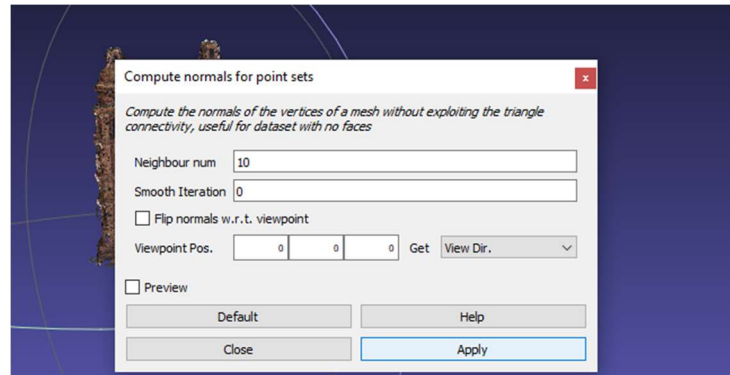 Compute normals for point sets
x
Compute the normals of the vertices of a mesh without exploiting the triangle
connectivity, useful for dataset with no faces
Neighbour num 10
Smooth Iteration 0
Flip normals w.r.t. viewpoint
Viewpoint Pos. 0 0 0 Get View Dir.
Preview
Default Help
Close Apply